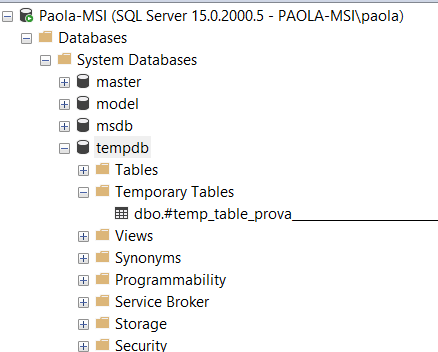 Paola-MSI (SQL Server 15.0.2000.5 - PAOLA-MSI\paola)
Databases
System Databases
master
model
msdb
tempdb
Tables
Temporary Tables
dbo.#temp_table_prova____________________
Views
Synonyms
Programmability
Service Broker
Storage
Security